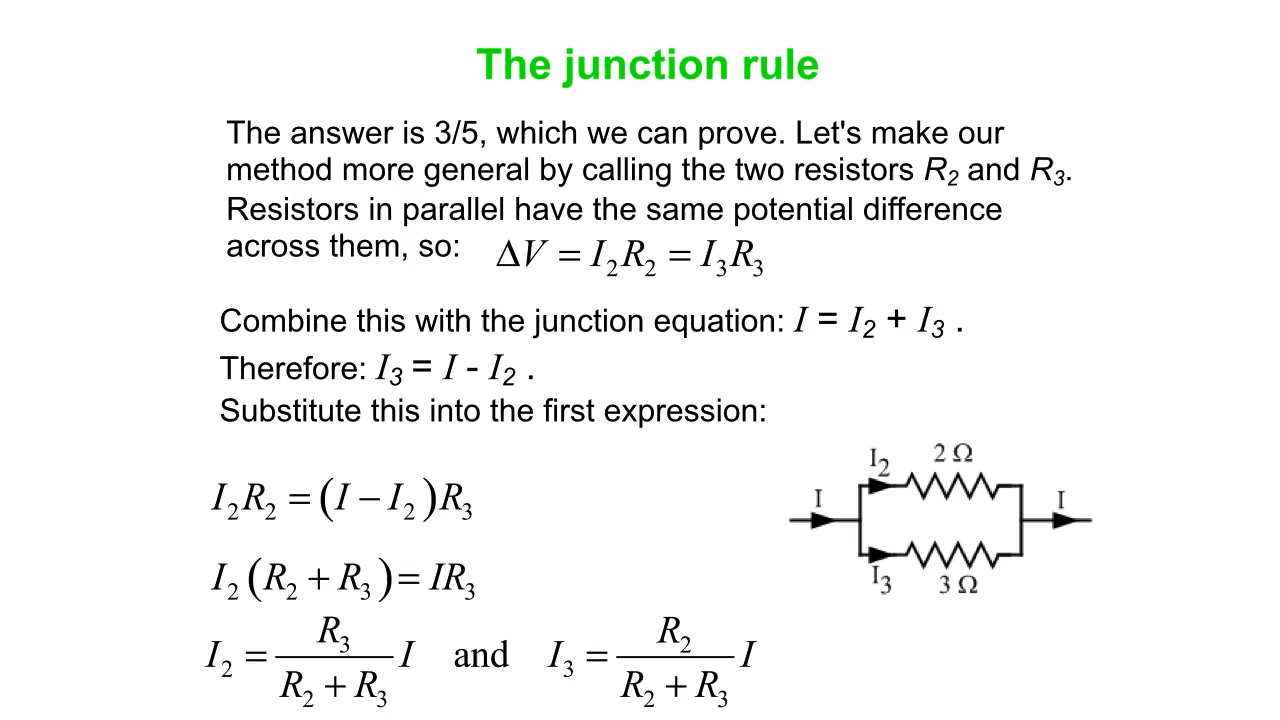 The junction rule
The answer is 3/5, which we can prove. Let's make our
method more general by calling the two resistors R₂ and R₃.
Resistors in parallel have the same potential difference
across them, so: ΔV = I₂R₂ = I₃R₃
Combine this with the junction equation: I = I₂ + I₃ .
Therefore: I₃ = I - I₂ .
Substitute this into the first expression:
I₂R₂ = (I − I₂)R₃
I₂(R₂ + R₃) = IR₃
I₂ = R₃/(R₂ + R₃) I and I₃ = R₂/(R₂ + R₃) I
I₂ 2 Ω
I I
I₃ 3 Ω